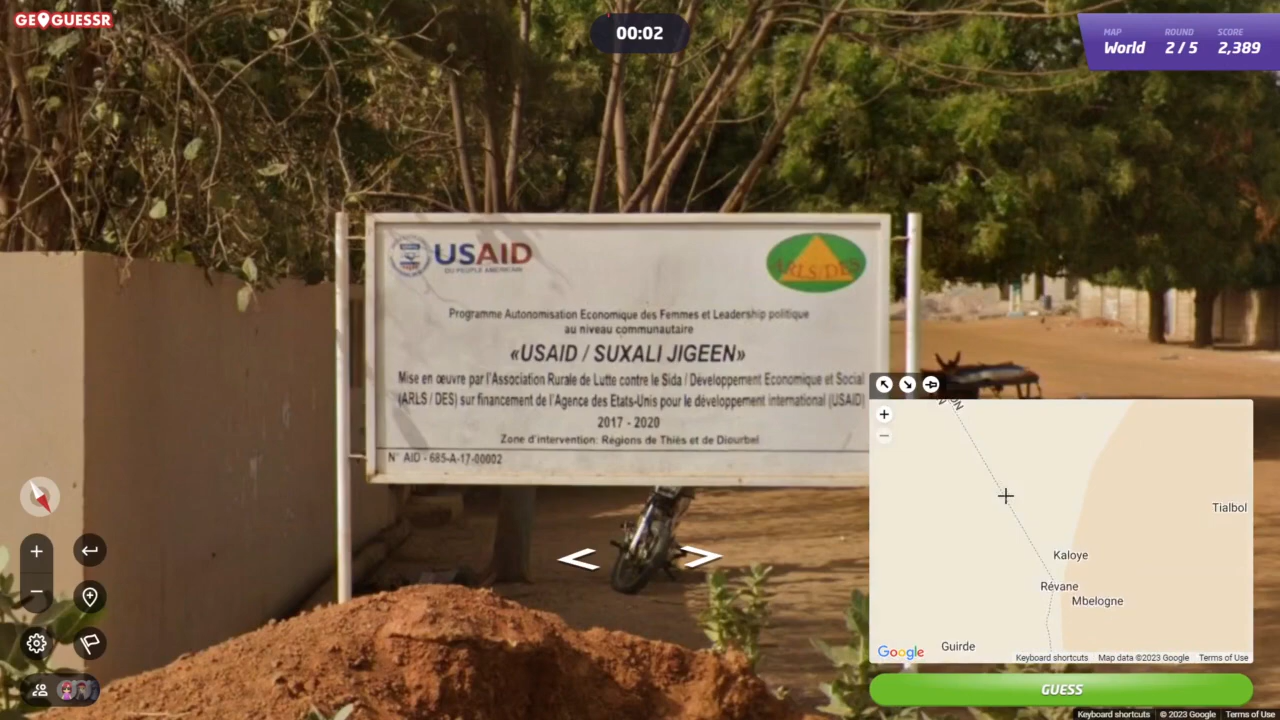 GEOGUESSR
00:02
MAP ROUND SCORE
World 2 / 5 2,389
USAID
DU PEUPLE AMERICAIN
ARLS/DES
Programme Autonomisation Economique des Femmes et Leadership politique
au niveau communautaire
«USAID / SUXALI JIGEEN»
Mise en œuvre par l'Association Rurale de Lutte contre le Sida / Développement Economique et Social
(ARLS / DES) sur financement de l'Agence des Etats-Unis pour le développement international (USAID)
2017 - 2020
Zone d'intervention: Régions de Thiès et de Diourbel
N° AID - 685-A-17-00002
Tialbol
Kaloye
Révane
Mbelogne
Guirde
Google
Keyboard shortcuts Map data ©2023 Google Terms of Use
GUESS
Keyboard shortcuts © 2023 Google Terms of Use